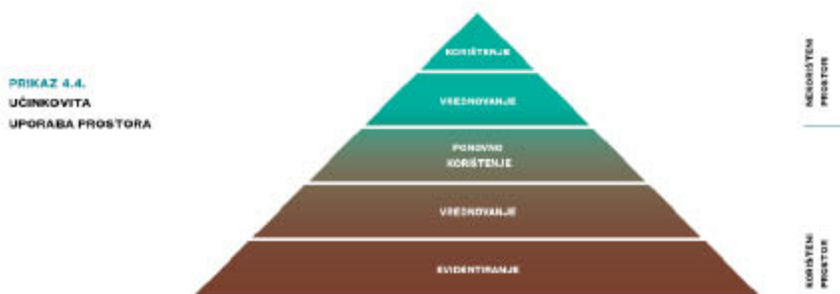 PRIKAZ 4.4.
UČINKOVITA
UPORABA PROSTORA
KORIŠTENJE
VREDNOVANJE
PONOVNO
KORIŠTENJE
VREDNOVANJE
EVIDENTIRANJE
NEKORIŠTENI
PROSTOR
KORIŠTENI
PROSTOR